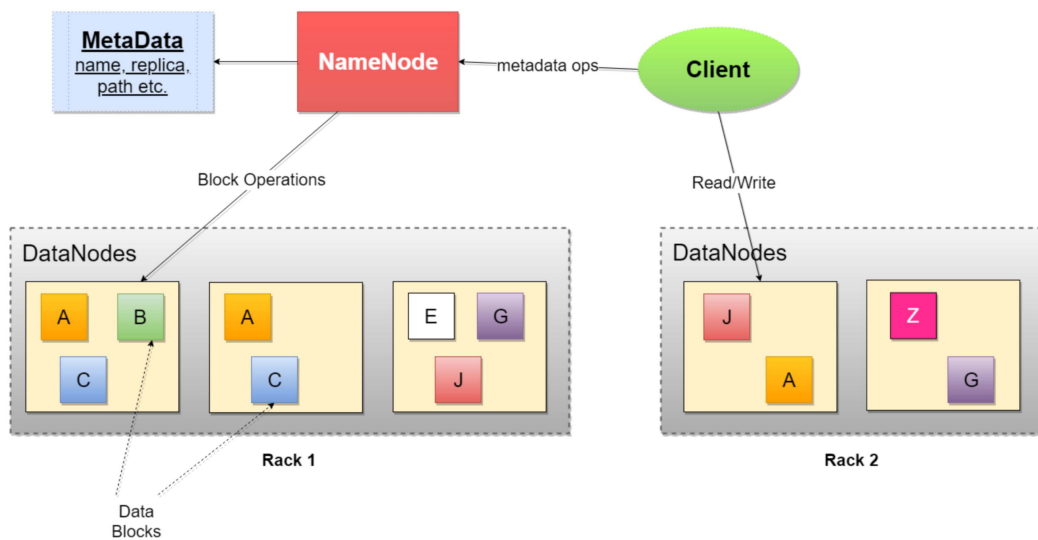 MetaData
name, replica,
path etc.
NameNode
metadata ops
Client
Block Operations
Read/Write
DataNodes
A
B
C
A
C
E
G
J
Rack 1
DataNodes
J
A
Z
G
Rack 2
Data
Blocks